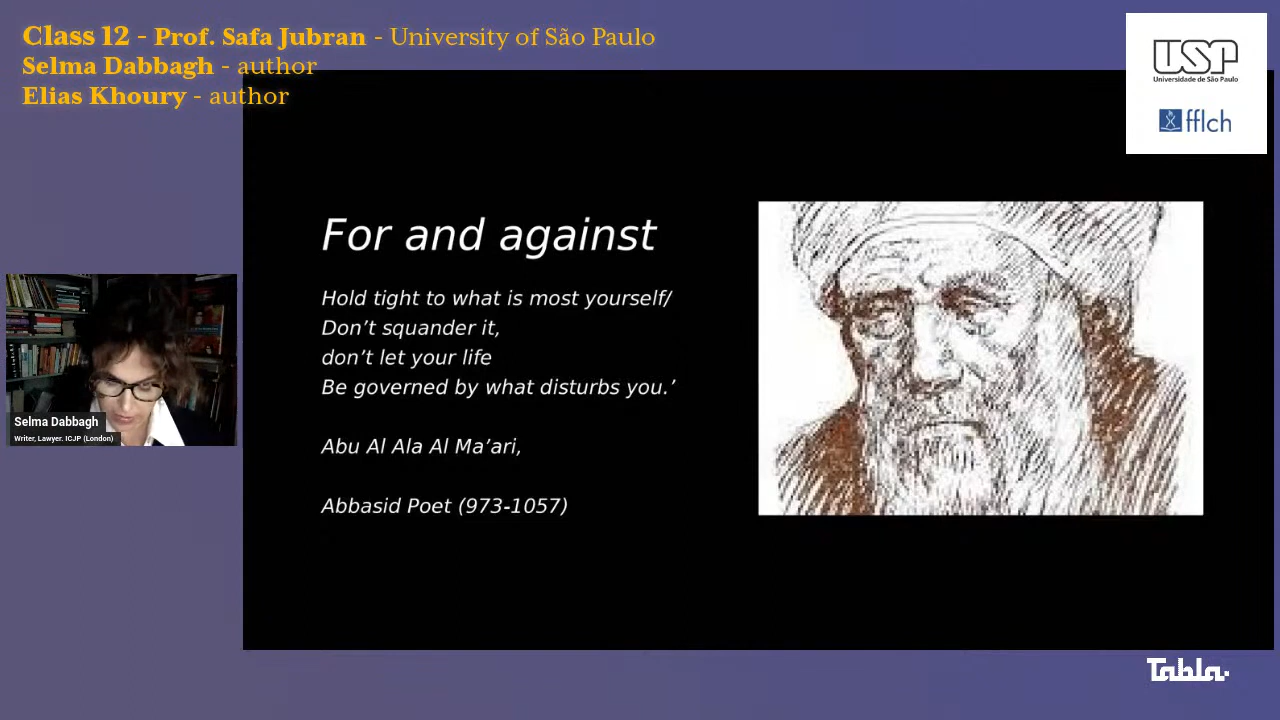 Class 12 - Prof. Safa Jubran - University of São Paulo
Selma Dabbagh - author
Elias Khoury - author
USP
Universidade de São Paulo
fflch
For and against
Hold tight to what is most yourself/
Don’t squander it,
don’t let your life
Be governed by what disturbs you.’
Abu Al Ala Al Ma’ari,
Abbasid Poet (973-1057)
Selma Dabbagh
Writer, Lawyer. ICJP (London)
Tabla.